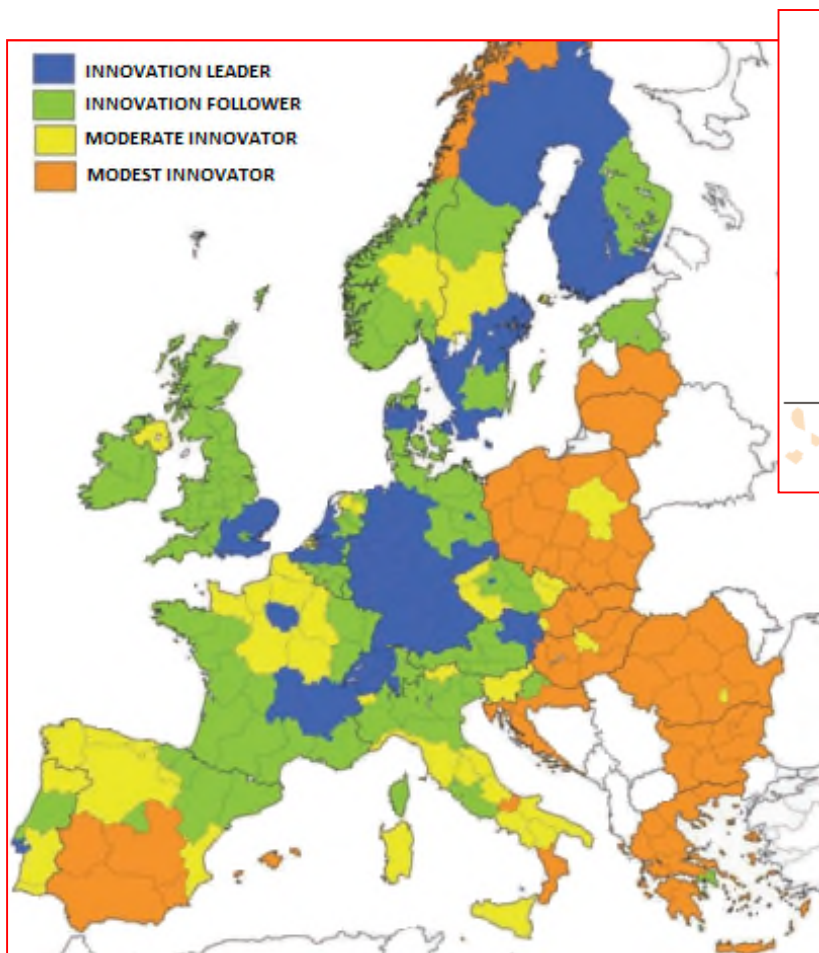 INNOVATION LEADER
INNOVATION FOLLOWER
MODERATE INNOVATOR
MODEST INNOVATOR